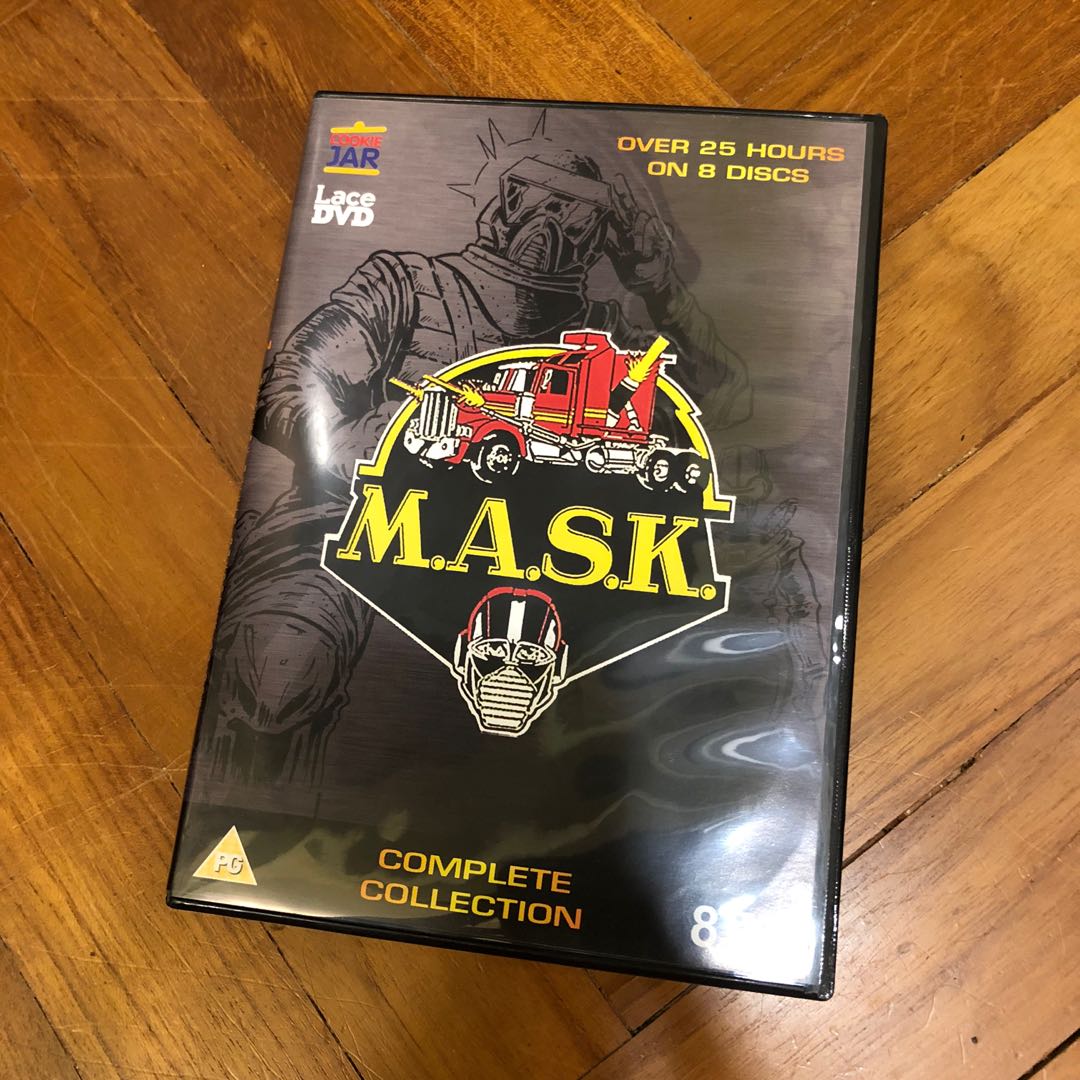 COOKIE
JAR
Lace
DVD
OVER 25 HOURS
ON 8 DISCS
M.A.S.K.
PG
COMPLETE
COLLECTION